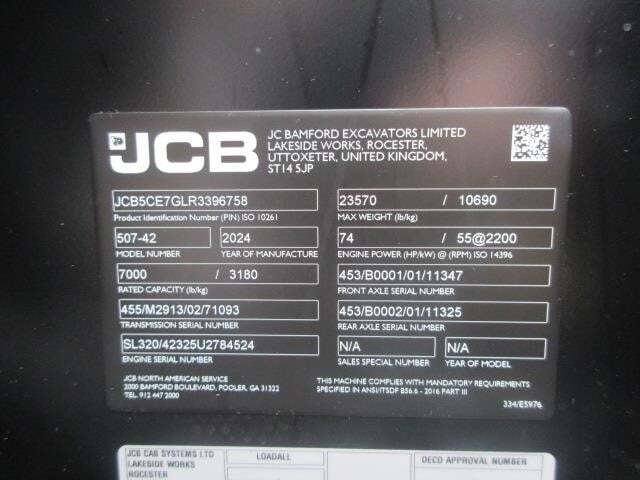 JCB
JC BAMFORD EXCAVATORS LIMITED
LAKESIDE WORKS, ROCESTER,
UTTOXETER, UNITED KINGDOM,
ST14 5JP
JCB5CE7GLR3396758
Product Identification Number (PIN) ISO 10261
507-42
MODEL NUMBER
2024
YEAR OF MANUFACTURE
7000 / 3180
RATED CAPACITY (lb/kg)
455/M2913/02/71093
TRANSMISSION SERIAL NUMBER
SL320/42325U2784524
ENGINE SERIAL NUMBER
23570 / 10690
MAX WEIGHT (lb/kg)
74 / 55@2200
ENGINE POWER (HP/kW) @ (RPM) ISO 14396
453/B0001/01/11347
FRONT AXLE SERIAL NUMBER
453/B0002/01/11325
REAR AXLE SERIAL NUMBER
N/A
SALES SPECIAL NUMBER
N/A
YEAR OF MODEL
JCB NORTH AMERICAN SERVICE
2000 BAMFORD BOULEVARD, POOLER, GA 31322
TEL. 912 447 2000
THIS MACHINE COMPLIES WITH MANDATORY REQUIREMENTS
SPECIFIED IN ANSI/ITSDF B56.6 - 2016 PART III
334/E5976
JCB CAB SYSTEMS LTD
LAKESIDE WORKS
ROCESTER
LOADALL
OECD APPROVAL NUMBER